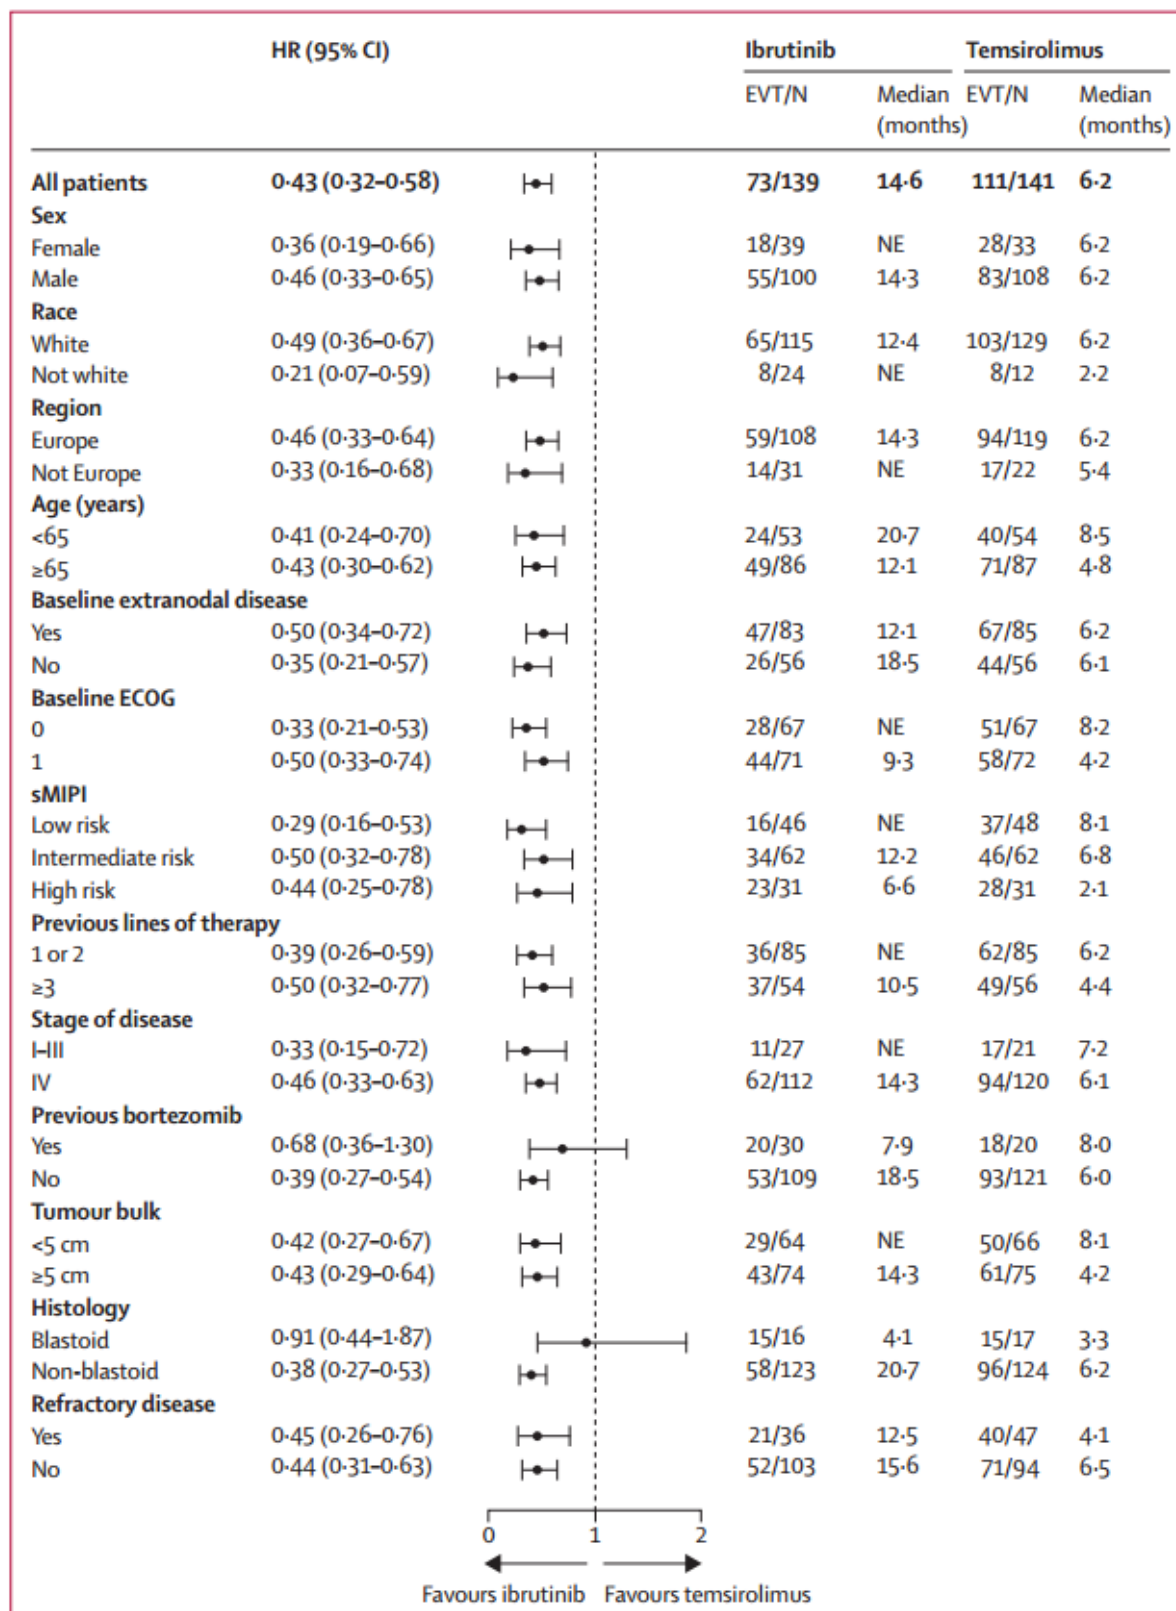 HR (95% CI) Ibrutinib Temsirolimus
EVT/N Median (months) EVT/N Median (months)
All patients 0·43 (0·32–0·58) 73/139 14·6 111/141 6·2
Sex
Female 0·36 (0·19–0·66) 18/39 NE 28/33 6·2
Male 0·46 (0·33–0·65) 55/100 14·3 83/108 6·2
Race
White 0·49 (0·36–0·67) 65/115 12·4 103/129 6·2
Not white 0·21 (0·07–0·59) 8/24 NE 8/12 2·2
Region
Europe 0·46 (0·33–0·64) 59/108 14·3 94/119 6·2
Not Europe 0·33 (0·16–0·68) 14/31 NE 17/22 5·4
Age (years)
<65 0·41 (0·24–0·70) 24/53 20·7 40/54 8·5
≥65 0·43 (0·30–0·62) 49/86 12·1 71/87 4·8
Baseline extranodal disease
Yes 0·50 (0·34–0·72) 47/83 12·1 67/85 6·2
No 0·35 (0·21–0·57) 26/56 18·5 44/56 6·1
Baseline ECOG
0 0·33 (0·21–0·53) 28/67 NE 51/67 8·2
1 0·50 (0·33–0·74) 44/71 9·3 58/72 4·2
sMIPI
Low risk 0·29 (0·16–0·53) 16/46 NE 37/48 8·1
Intermediate risk 0·50 (0·32–0·78) 34/62 12·2 46/62 6·8
High risk 0·44 (0·25–0·78) 23/31 6·6 28/31 2·1
Previous lines of therapy
1 or 2 0·39 (0·26–0·59) 36/85 NE 62/85 6·2
≥3 0·50 (0·32–0·77) 37/54 10·5 49/56 4·4
Stage of disease
I–III 0·33 (0·15–0·72) 11/27 NE 17/21 7·2
IV 0·46 (0·33–0·63) 62/112 14·3 94/120 6·1
Previous bortezomib
Yes 0·68 (0·36–1·30) 20/30 7·9 18/20 8·0
No 0·39 (0·27–0·54) 53/109 18·5 93/121 6·0
Tumour bulk
<5 cm 0·42 (0·27–0·67) 29/64 NE 50/66 8·1
≥5 cm 0·43 (0·29–0·64) 43/74 14·3 61/75 4·2
Histology
Blastoid 0·91 (0·44–1·87) 15/16 4·1 15/17 3·3
Non-blastoid 0·38 (0·27–0·53) 58/123 20·7 96/124 6·2
Refractory disease
Yes 0·45 (0·26–0·76) 21/36 12·5 40/47 4·1
No 0·44 (0·31–0·63) 52/103 15·6 71/94 6·5
0 1 2
Favours ibrutinib Favours temsirolimus